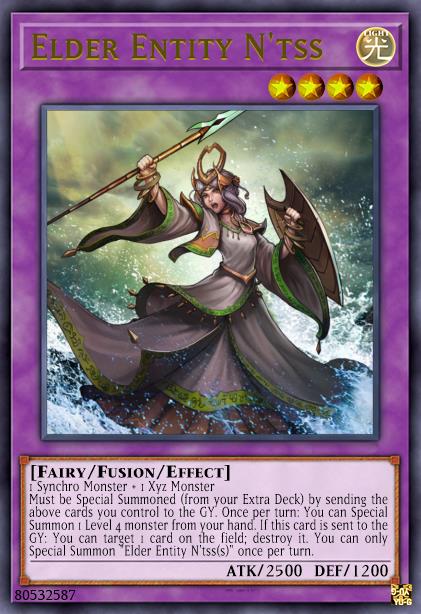 Elder Entity N'tss
LIGHT
光
[Fairy/Fusion/Effect]
1 Synchro Monster + 1 Xyz Monster
Must be Special Summoned (from your Extra Deck) by sending the
above cards you control to the GY. Once per turn: You can Special
Summon 1 Level 4 monster from your hand. If this card is sent to the
GY: You can target 1 card on the field; destroy it. You can only
Special Summon "Elder Entity N'tss(s)" once per turn.
ATK/2500 DEF/1200
80532587